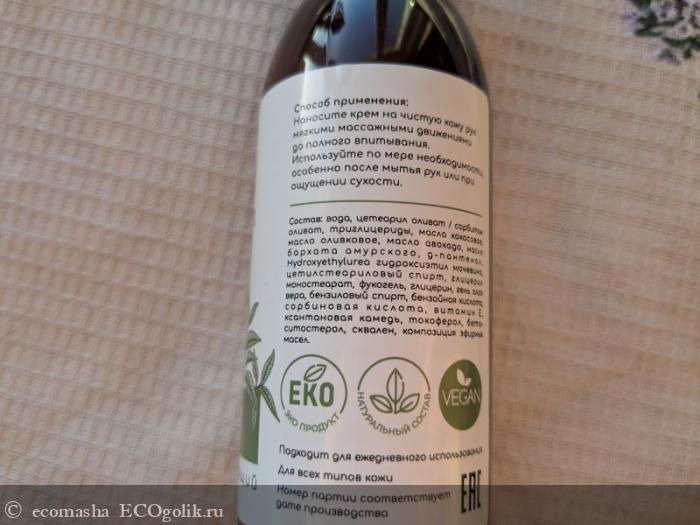 Способ применения:
Наносите крем на чистую кожу рук
мягкими массажными движениями
до полного впитывания.
Используйте по мере необходимости,
особенно после мытья рук или при
ощущении сухости.
Состав: вода, цетеарил оливат / сорбитан
оливат, триглицериды, масло кокосовое,
масло оливковое, масло авокадо, масло
бархата амурского, д-пантенол,
Hydroxyethylurea гидроксиэтил мочевина,
цетилстеариловый спирт, глицерил
моностеарат, фукогель, глицерин, гель алоэ
вера, бензиловый спирт, бензойная кислота,
сорбиновая кислота, витамин Е,
ксантановая камедь, токоферол, бета-
ситостерол, сквален, композиция эфирных
масел.
ЕКО
ЭКО ПРОДУКТ
НАТУРАЛЬНЫЙ СОСТАВ
VEGAN
Подходит для ежедневного использования
Для всех типов кожи
Номер партии соответствует
дате производства
EAC
© ecomasha ECOgolik.ru